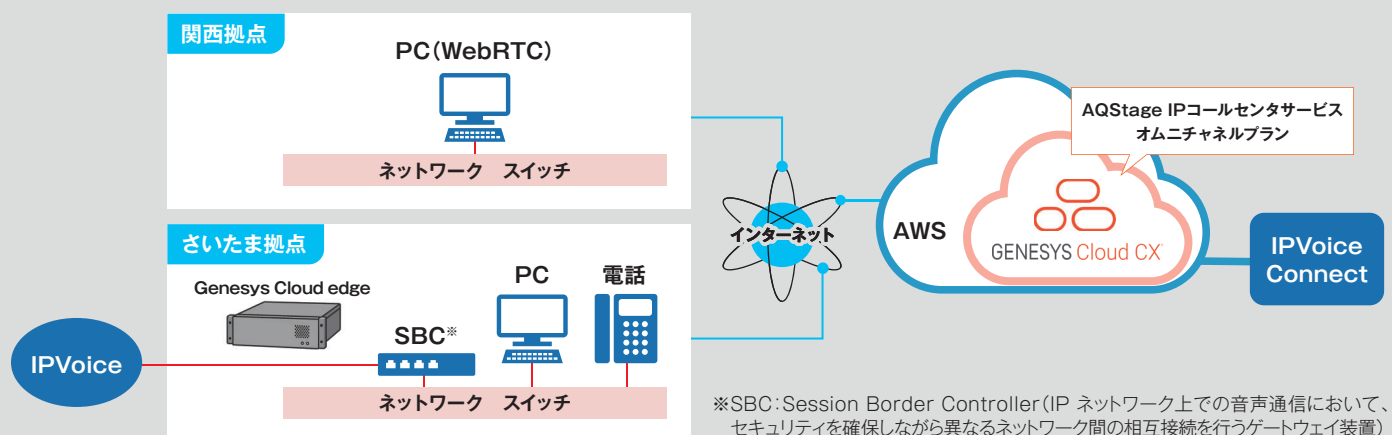 関西拠点
PC(WebRTC)
ネットワーク スイッチ
さいたま拠点
Genesys Cloud edge
PC
電話
SBC※
IPVoice
ネットワーク スイッチ
インターネット
AWS
AQStage IPコールセンタサービス
オムニチャネルプラン
GENESYS Cloud CX
IPVoice
Connect
※SBC:Session Border Controller(IP ネットワーク上での音声通信において、
セキュリティを確保しながら異なるネットワーク間の相互接続を行うゲートウェイ装置)